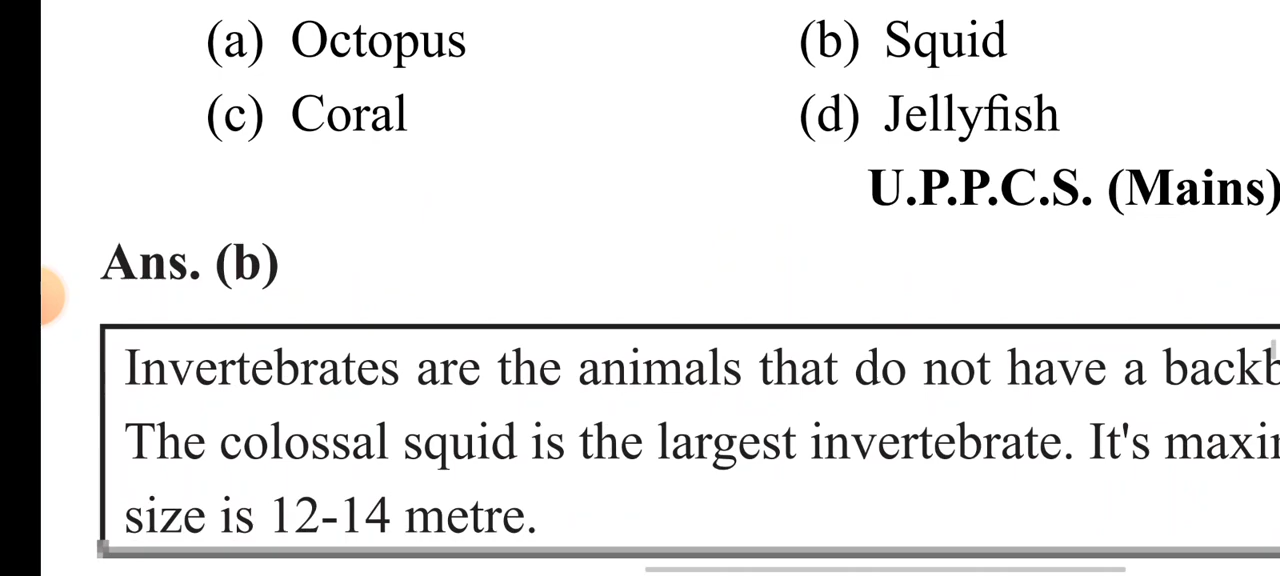 (a) Octopus (b) Squid
(c) Coral (d) Jellyfish
U.P.P.C.S. (Mains)
Ans. (b)
Invertebrates are the animals that do not have a
The colossal squid is the largest invertebrate. It's
size is 12-14 metre.